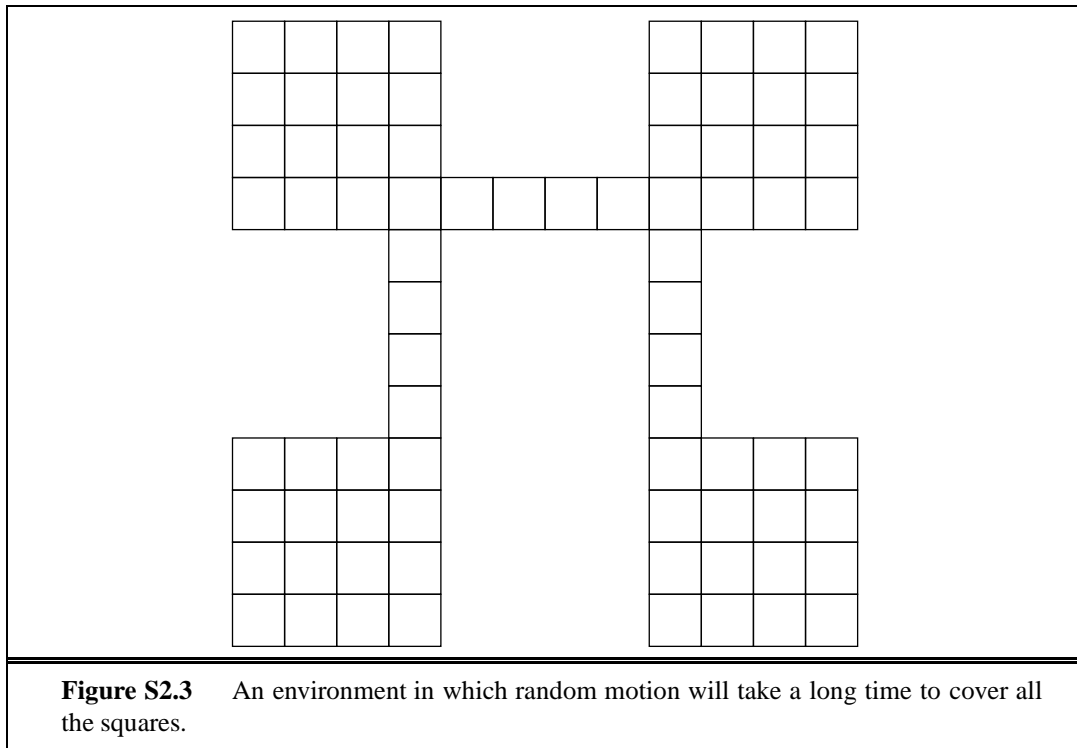 Figure S2.3 An environment in which random motion will take a long time to cover all
the squares.